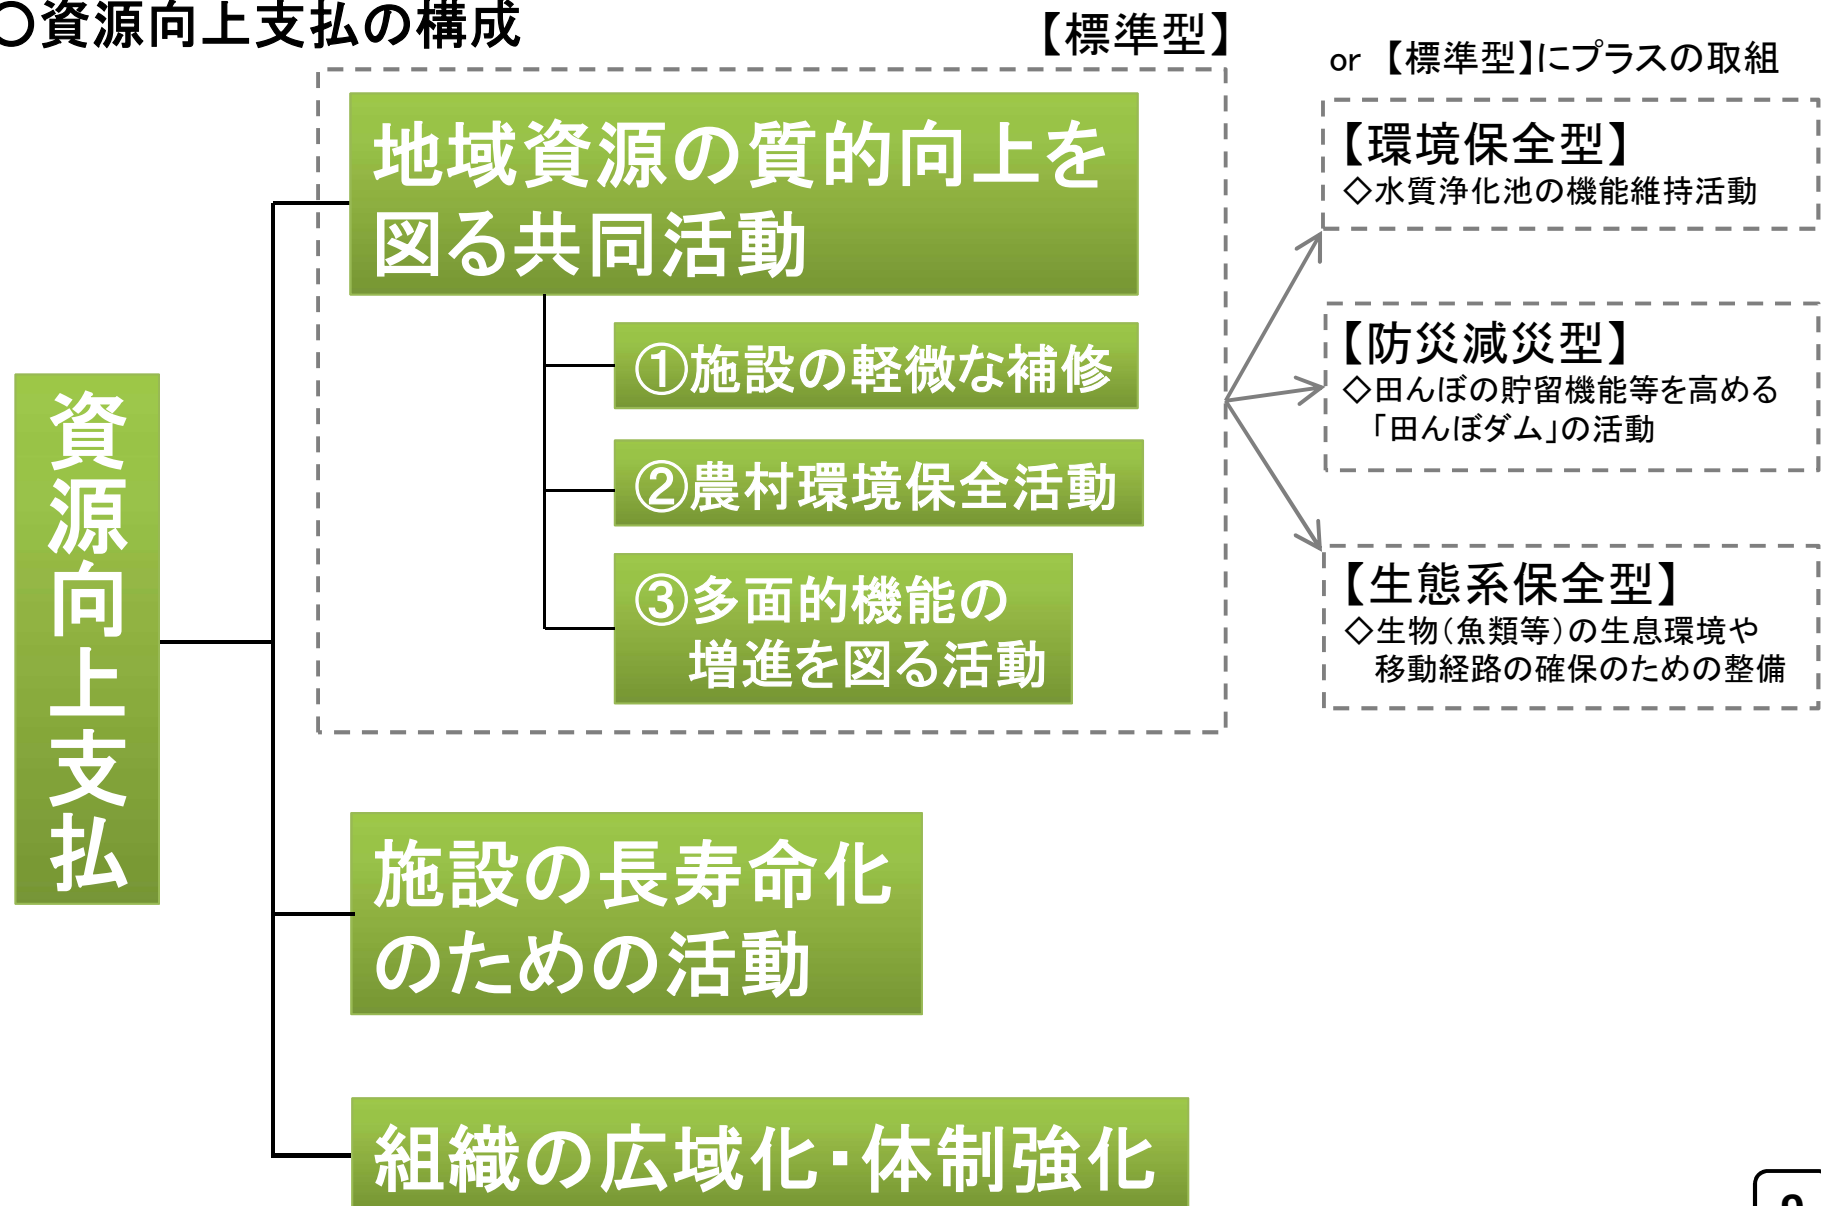 ○資源向上支払の構成
【標準型】
or 【標準型】にプラスの取組
地域資源の質的向上を
図る共同活動
①施設の軽微な補修
②農村環境保全活動
③多面的機能の
増進を図る活動
【環境保全型】
◇水質浄化池の機能維持活動
【防災減災型】
◇田んぼの貯留機能等を高める
「田んぼダム」の活動
【生態系保全型】
◇生物(魚類等)の生息環境や
移動経路の確保のための整備
資源向上支払
施設の長寿命化
のための活動
組織の広域化・体制強化